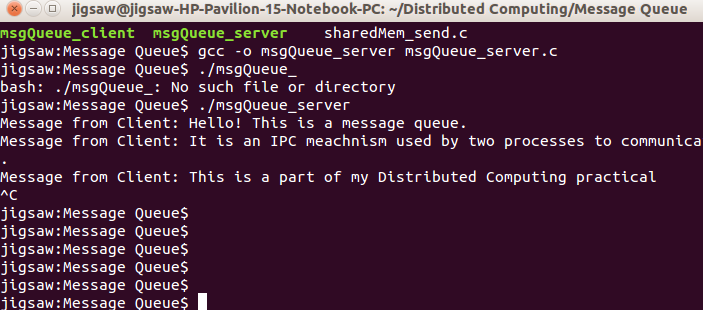 jigsaw@jigsaw-HP-Pavilion-15-Notebook-PC: ~/Distributed Computing/Message Queue
msgQueue_client  msgQueue_server    sharedMem_send.c
jigsaw:Message Queue$ gcc -o msgQueue_server msgQueue_server.c
jigsaw:Message Queue$ ./msgQueue_
bash: ./msgQueue_: No such file or directory
jigsaw:Message Queue$ ./msgQueue_server
Message from Client: Hello! This is a message queue.
Message from Client: It is an IPC meachnism used by two processes to communica
.
Message from Client: This is a part of my Distributed Computing practical
^C
jigsaw:Message Queue$
jigsaw:Message Queue$
jigsaw:Message Queue$
jigsaw:Message Queue$
jigsaw:Message Queue$
jigsaw:Message Queue$